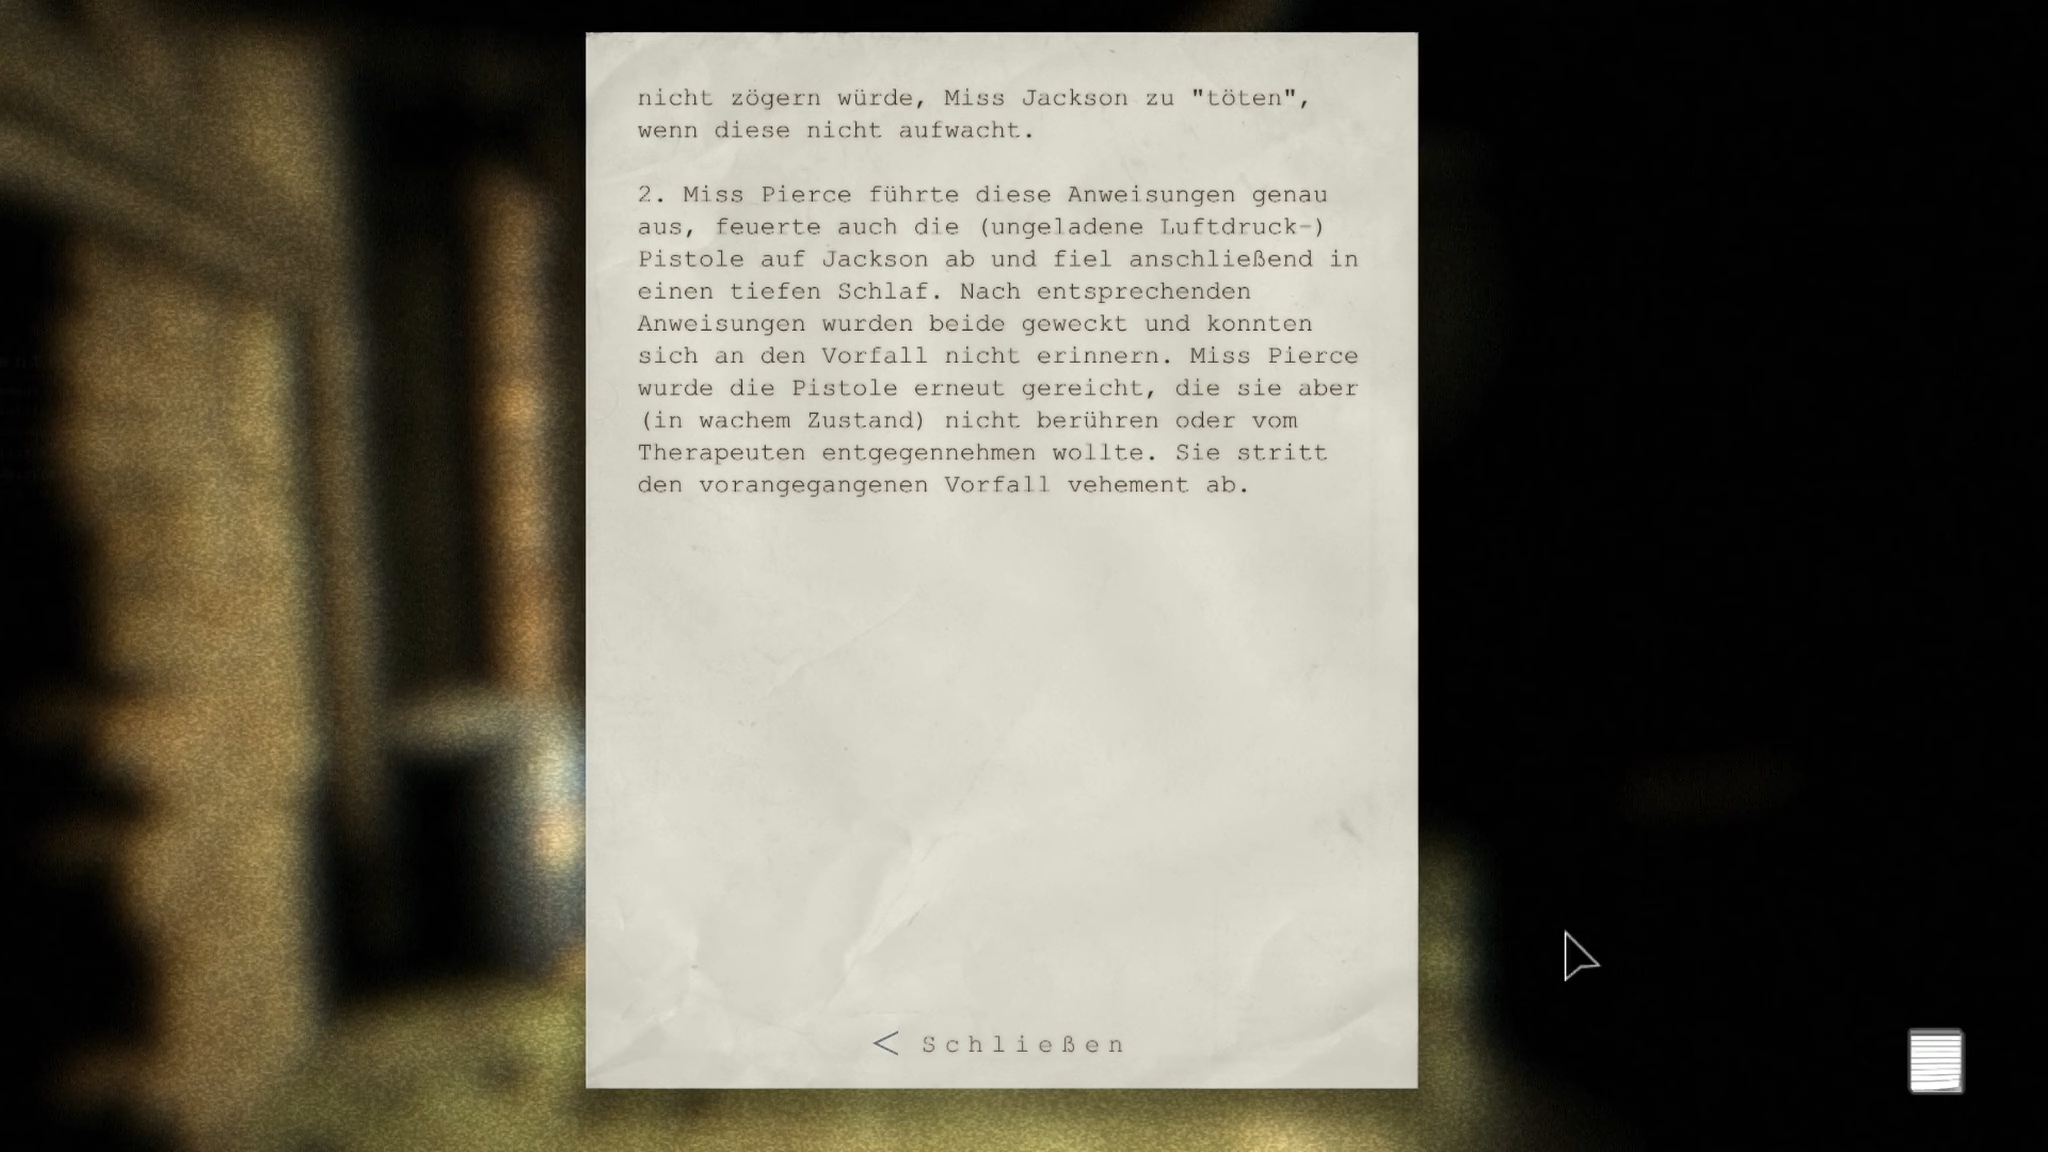 nicht zögern würde, Miss Jackson zu "töten",
wenn diese nicht aufwacht.
2. Miss Pierce führte diese Anweisungen genau
aus, feuerte auch die (ungeladene Luftdruck-)
Pistole auf Jackson ab und fiel anschließend in
einen tiefen Schlaf. Nach entsprechenden
Anweisungen wurden beide geweckt und konnten
sich an den Vorfall nicht erinnern. Miss Pierce
wurde die Pistole erneut gereicht, die sie aber
(in wachem Zustand) nicht berühren oder vom
Therapeuten entgegennehmen wollte. Sie stritt
den vorangegangenen Vorfall vehement ab.
< Schließen